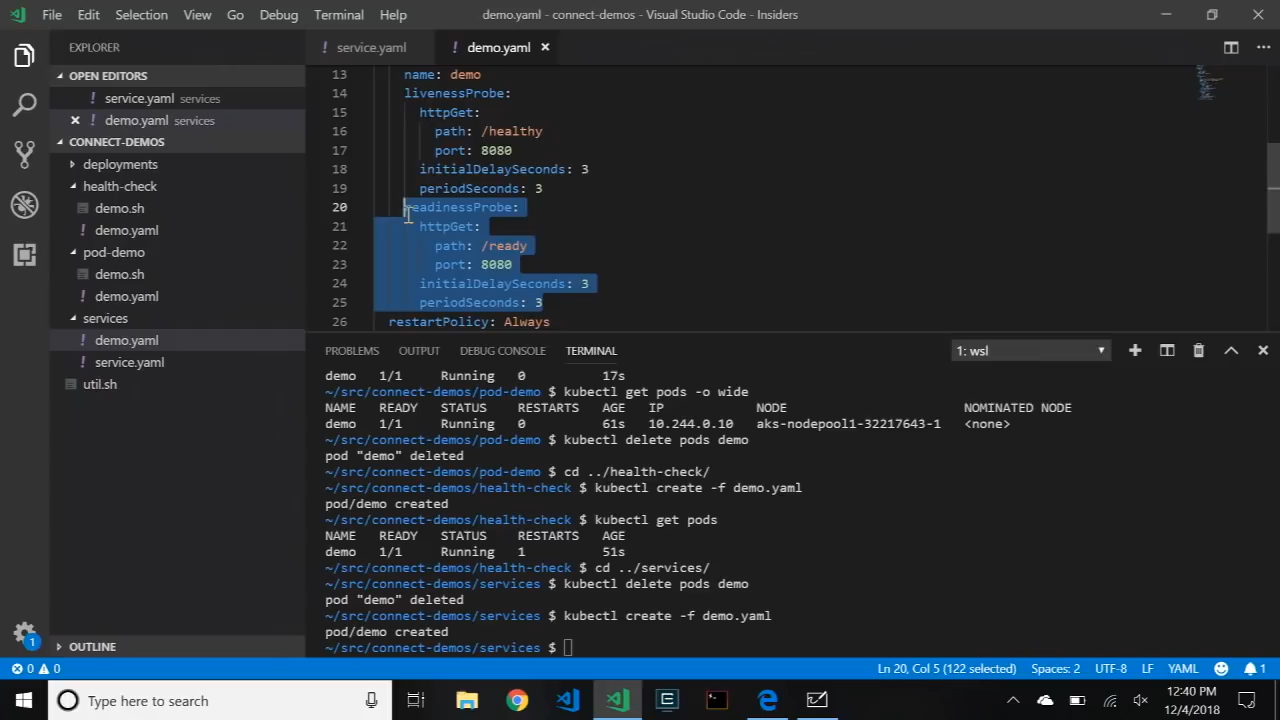 File Edit Selection View Go Debug Terminal Help demo.yaml - connect-demos - Visual Studio Code - Insiders
EXPLORER
OPEN EDITORS
! service.yaml services
× ! demo.yaml services
CONNECT-DEMOS
deployments
health-check
demo.sh
! demo.yaml
pod-demo
demo.sh
! demo.yaml
services
! demo.yaml
! service.yaml
util.sh
OUTLINE
! service.yaml ! demo.yaml ×
13 name: demo
14 livenessProbe:
15 httpGet:
16 path: /healthy
17 port: 8080
18 initialDelaySeconds: 3
19 periodSeconds: 3
20 readinessProbe:
21 httpGet:
22 path: /ready
23 port: 8080
24 initialDelaySeconds: 3
25 periodSeconds: 3
26 restartPolicy: Always
PROBLEMS OUTPUT DEBUG CONSOLE TERMINAL 1: wsl
demo 1/1 Running 0 17s
~/src/connect-demos/pod-demo $ kubectl get pods -o wide
NAME READY STATUS RESTARTS AGE IP NODE NOMINATED NODE
demo 1/1 Running 0 61s 10.244.0.10 aks-nodepool1-32217643-1 <none>
~/src/connect-demos/pod-demo $ kubectl delete pods demo
pod "demo" deleted
~/src/connect-demos/pod-demo $ cd ../health-check/
~/src/connect-demos/health-check $ kubectl create -f demo.yaml
pod/demo created
~/src/connect-demos/health-check $ kubectl get pods
NAME READY STATUS RESTARTS AGE
demo 1/1 Running 1 51s
~/src/connect-demos/health-check $ cd ../services/
~/src/connect-demos/services $ kubectl delete pods demo
pod "demo" deleted
~/src/connect-demos/services $ kubectl create -f demo.yaml
pod/demo created
~/src/connect-demos/services $
1
0 0 Ln 20, Col 5 (122 selected) Spaces: 2 UTF-8 LF YAML 1
Type here to search
12:40 PM
12/4/2018